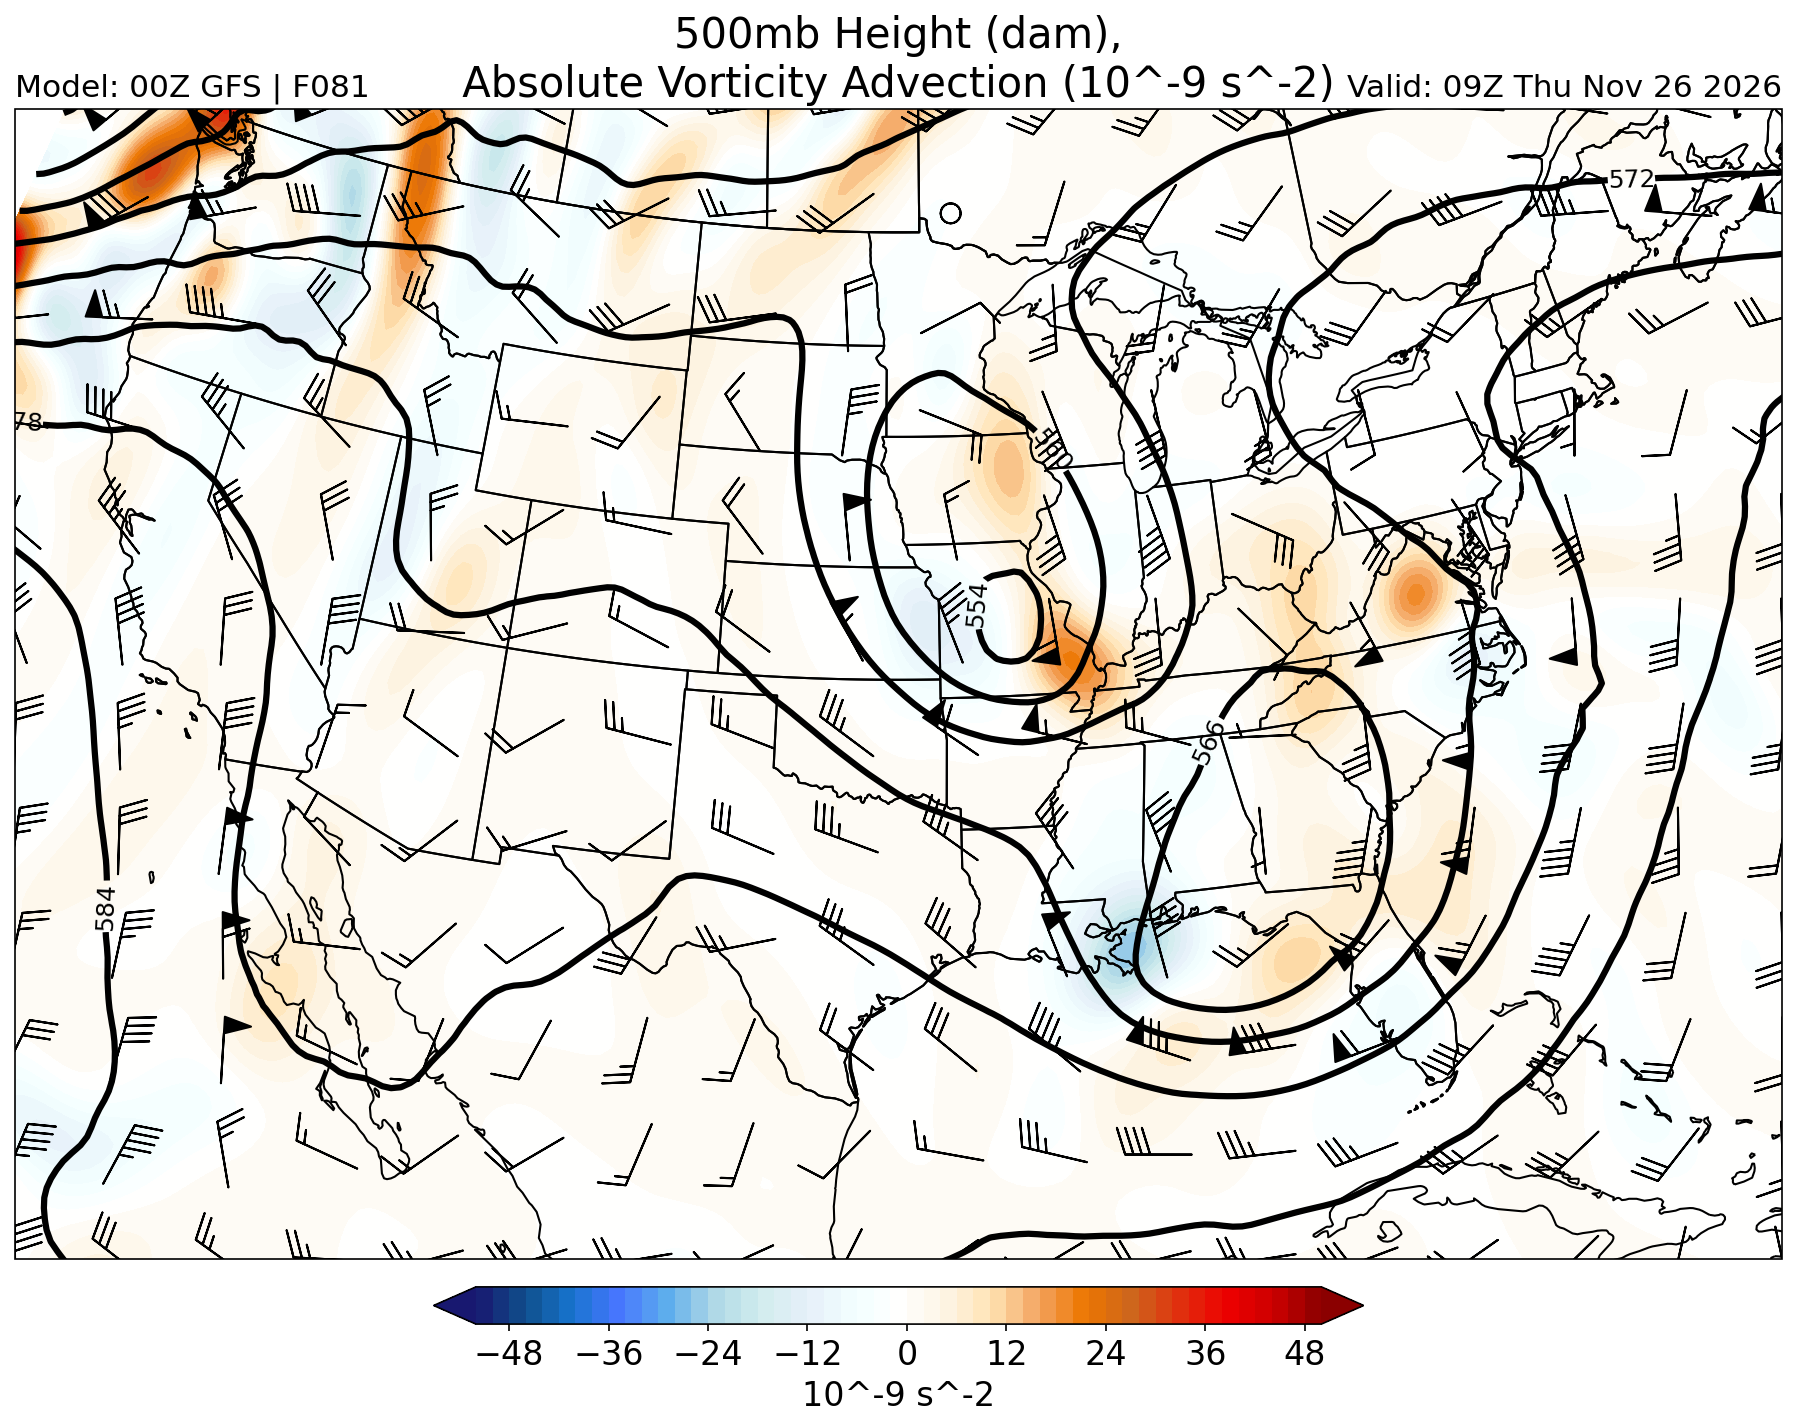 500mb Height (dam),
Model: 00Z GFS | F081
Absolute Vorticity Advection (10^-9 s^-2)
Valid: 09Z Thu Nov 26 2026
572
78
560
554
566
584
−48 −36 −24 −12 0 12 24 36 48
10^-9 s^-2